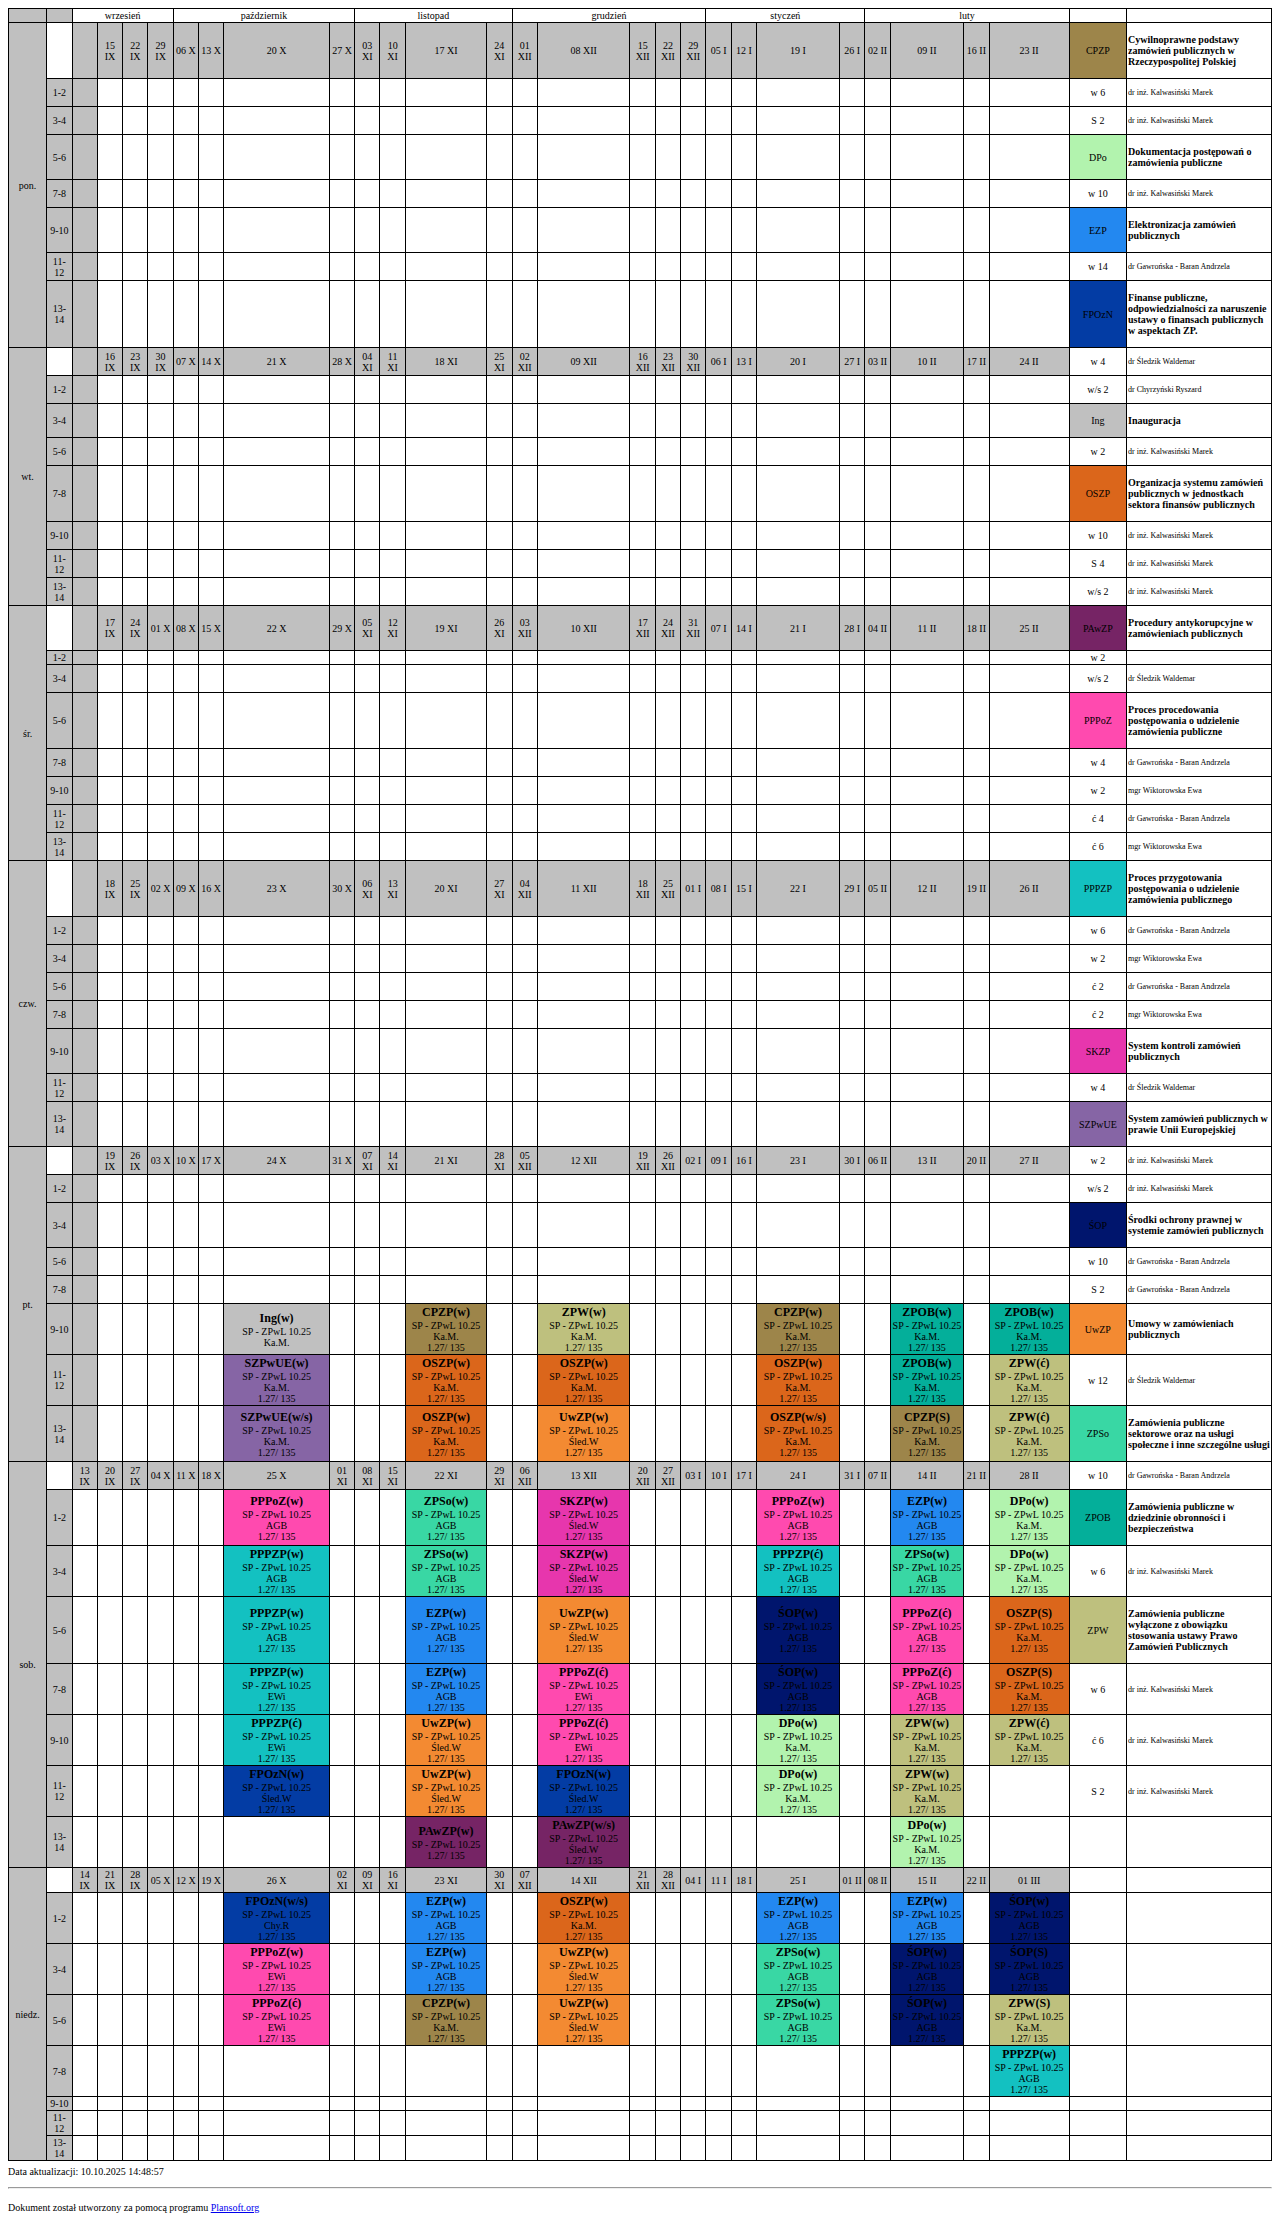 wrzesień październik listopad grudzień styczeń luty
pon. 15 IX 22 IX 29 IX 06 X 13 X 20 X 27 X 03 XI 10 XI 17 XI 24 XI 01 XII 08 XII 15 XII 22 XII 29 XII 05 I 12 I 19 I 26 I 02 II 09 II 16 II 23 II CPZP Cywilnoprawne podstawy zamówień publicznych w Rzeczypospolitej Polskiej
1-2 w 6 dr inż. Kalwasiński Marek
3-4 S 2 dr inż. Kalwasiński Marek
5-6 DPo Dokumentacja postępowań o zamówienia publiczne
7-8 w 10 dr inż. Kalwasiński Marek
9-10 EZP Elektronizacja zamówień publicznych
11-12 w 14 dr Gawrońska - Baran Andrzela
13-14 FPOzN Finanse publiczne, odpowiedzialności za naruszenie ustawy o finansach publicznych w aspektach ZP.
wt. 16 IX 23 IX 30 IX 07 X 14 X 21 X 28 X 04 XI 11 XI 18 XI 25 XI 02 XII 09 XII 16 XII 23 XII 30 XII 06 I 13 I 20 I 27 I 03 II 10 II 17 II 24 II w 4 dr Śledzik Waldemar
1-2 w/s 2 dr Chyrzyński Ryszard
3-4 Ing Inauguracja
5-6 w 2 dr inż. Kalwasiński Marek
7-8 OSZP Organizacja systemu zamówień publicznych w jednostkach sektora finansów publicznych
9-10 w 10 dr inż. Kalwasiński Marek
11-12 S 4 dr inż. Kalwasiński Marek
13-14 w/s 2 dr inż. Kalwasiński Marek
śr. 17 IX 24 IX 01 X 08 X 15 X 22 X 29 X 05 XI 12 XI 19 XI 26 XI 03 XII 10 XII 17 XII 24 XII 31 XII 07 I 14 I 21 I 28 I 04 II 11 II 18 II 25 II PAwZP Procedury antykorupcyjne w zamówieniach publicznych
1-2 w 2
3-4 w/s 2 dr Śledzik Waldemar
5-6 PPPoZ Proces procedowania postępowania o udzielenie zamówienia publiczne
7-8 w 4 dr Gawrońska - Baran Andrzela
9-10 w 2 mgr Wiktorowska Ewa
11-12 ć 4 dr Gawrońska - Baran Andrzela
13-14 ć 6 mgr Wiktorowska Ewa
czw. 18 IX 25 IX 02 X 09 X 16 X 23 X 30 X 06 XI 13 XI 20 XI 27 XI 04 XII 11 XII 18 XII 25 XII 01 I 08 I 15 I 22 I 29 I 05 II 12 II 19 II 26 II PPPZP Proces przygotowania postępowania o udzielenie zamówienia publicznego
1-2 w 6 dr Gawrońska - Baran Andrzela
3-4 w 2 mgr Wiktorowska Ewa
5-6 ć 2 dr Gawrońska - Baran Andrzela
7-8 ć 2 mgr Wiktorowska Ewa
9-10 SKZP System kontroli zamówień publicznych
11-12 w 4 dr Śledzik Waldemar
13-14 SZPwUE System zamówień publicznych w prawie Unii Europejskiej
pt. 19 IX 26 IX 03 X 10 X 17 X 24 X 31 X 07 XI 14 XI 21 XI 28 XI 05 XII 12 XII 19 XII 26 XII 02 I 09 I 16 I 23 I 30 I 06 II 13 II 20 II 27 II w 2 dr inż. Kalwasiński Marek
1-2 w/s 2 dr inż. Kalwasiński Marek
3-4 ŚOP Środki ochrony prawnej w systemie zamówień publicznych
5-6 w 10 dr Gawrońska - Baran Andrzela
7-8 S 2 dr Gawrońska - Baran Andrzela
9-10 Ing(w) CPZP(w) ZPW(w) CPZP(w) ZPOB(w) ZPOB(w) UwZP Umowy w zamówieniach publicznych
SP - ZPwL 10.25 SP - ZPwL 10.25 SP - ZPwL 10.25 SP - ZPwL 10.25 SP - ZPwL 10.25 SP - ZPwL 10.25
Ka.M. Ka.M. Ka.M. Ka.M. Ka.M. Ka.M.
1.27/ 135 1.27/ 135 1.27/ 135 1.27/ 135 1.27/ 135
11-12 SZPwUE(w) OSZP(w) OSZP(w) OSZP(w) ZPOB(w) ZPW(ć) w 12 dr Śledzik Waldemar
SP - ZPwL 10.25 SP - ZPwL 10.25 SP - ZPwL 10.25 SP - ZPwL 10.25 SP - ZPwL 10.25 SP - ZPwL 10.25
Ka.M. Ka.M. Ka.M. Ka.M. Ka.M. Ka.M.
1.27/ 135 1.27/ 135 1.27/ 135 1.27/ 135 1.27/ 135 1.27/ 135
13-14 SZPwUE(w/s) OSZP(w) UwZP(w) OSZP(w/s) CPZP(S) ZPW(ć) ZPSo Zamówienia publiczne sektorowe oraz na usługi społeczne i inne szczególne usługi
SP - ZPwL 10.25 SP - ZPwL 10.25 SP - ZPwL 10.25 SP - ZPwL 10.25 SP - ZPwL 10.25 SP - ZPwL 10.25
Ka.M. Ka.M. Śled.W Ka.M. Ka.M. Ka.M.
1.27/ 135 1.27/ 135 1.27/ 135 1.27/ 135 1.27/ 135 1.27/ 135
sob. 13 IX 20 IX 27 IX 04 X 11 X 18 X 25 X 01 XI 08 XI 15 XI 22 XI 29 XI 06 XII 13 XII 20 XII 27 XII 03 I 10 I 17 I 24 I 31 I 07 II 14 II 21 II 28 II w 10 dr Gawrońska - Baran Andrzela
1-2 PPPoZ(w) ZPSo(w) SKZP(w) PPPoZ(w) EZP(w) DPo(w) ZPOB Zamówienia publiczne w dziedzinie obronności i bezpieczeństwa
SP - ZPwL 10.25 SP - ZPwL 10.25 SP - ZPwL 10.25 SP - ZPwL 10.25 SP - ZPwL 10.25 SP - ZPwL 10.25
AGB AGB Śled.W AGB AGB Ka.M.
1.27/ 135 1.27/ 135 1.27/ 135 1.27/ 135 1.27/ 135 1.27/ 135
3-4 PPPZP(w) ZPSo(w) SKZP(w) PPPZP(ć) ZPSo(w) DPo(w) w 6 dr inż. Kalwasiński Marek
SP - ZPwL 10.25 SP - ZPwL 10.25 SP - ZPwL 10.25 SP - ZPwL 10.25 SP - ZPwL 10.25 SP - ZPwL 10.25
AGB AGB Śled.W AGB AGB Ka.M.
1.27/ 135 1.27/ 135 1.27/ 135 1.27/ 135 1.27/ 135 1.27/ 135
5-6 PPPZP(w) EZP(w) UwZP(w) ŚOP(w) PPPoZ(ć) OSZP(S) ZPW Zamówienia publiczne wyłączone z obowiązku stosowania ustawy Prawo Zamówień Publicznych
SP - ZPwL 10.25 SP - ZPwL 10.25 SP - ZPwL 10.25 SP - ZPwL 10.25 SP - ZPwL 10.25 SP - ZPwL 10.25
AGB AGB Śled.W AGB AGB Ka.M.
1.27/ 135 1.27/ 135 1.27/ 135 1.27/ 135 1.27/ 135 1.27/ 135
7-8 PPPZP(w) EZP(w) PPPoZ(ć) ŚOP(w) PPPoZ(ć) OSZP(S) w 6 dr inż. Kalwasiński Marek
SP - ZPwL 10.25 SP - ZPwL 10.25 SP - ZPwL 10.25 SP - ZPwL 10.25 SP - ZPwL 10.25 SP - ZPwL 10.25
EWi AGB EWi AGB AGB Ka.M.
1.27/ 135 1.27/ 135 1.27/ 135 1.27/ 135 1.27/ 135 1.27/ 135
9-10 PPPZP(ć) UwZP(w) PPPoZ(ć) DPo(w) ZPW(w) ZPW(ć) ć 6 dr inż. Kalwasiński Marek
SP - ZPwL 10.25 SP - ZPwL 10.25 SP - ZPwL 10.25 SP - ZPwL 10.25 SP - ZPwL 10.25 SP - ZPwL 10.25
EWi Śled.W EWi Ka.M. Ka.M. Ka.M.
1.27/ 135 1.27/ 135 1.27/ 135 1.27/ 135 1.27/ 135 1.27/ 135
11-12 FPOzN(w) UwZP(w) FPOzN(w) DPo(w) ZPW(w) S 2 dr inż. Kalwasiński Marek
SP - ZPwL 10.25 SP - ZPwL 10.25 SP - ZPwL 10.25 SP - ZPwL 10.25 SP - ZPwL 10.25
Śled.W Śled.W Śled.W Ka.M. Ka.M.
1.27/ 135 1.27/ 135 1.27/ 135 1.27/ 135 1.27/ 135
13-14 PAwZP(w) PAwZP(w/s) DPo(w)
SP - ZPwL 10.25 SP - ZPwL 10.25 SP - ZPwL 10.25
Śled.W Ka.M.
1.27/ 135 1.27/ 135 1.27/ 135
niedz. 14 IX 21 IX 28 IX 05 X 12 X 19 X 26 X 02 XI 09 XI 16 XI 23 XI 30 XI 07 XII 14 XII 21 XII 28 XII 04 I 11 I 18 I 25 I 01 II 08 II 15 II 22 II 01 III
1-2 FPOzN(w/s) EZP(w) OSZP(w) EZP(w) EZP(w) ŚOP(w)
SP - ZPwL 10.25 SP - ZPwL 10.25 SP - ZPwL 10.25 SP - ZPwL 10.25 SP - ZPwL 10.25 SP - ZPwL 10.25
Chy.R AGB Ka.M. AGB AGB AGB
1.27/ 135 1.27/ 135 1.27/ 135 1.27/ 135 1.27/ 135 1.27/ 135
3-4 PPPoZ(w) EZP(w) UwZP(w) ZPSo(w) ŚOP(w) ŚOP(S)
SP - ZPwL 10.25 SP - ZPwL 10.25 SP - ZPwL 10.25 SP - ZPwL 10.25 SP - ZPwL 10.25 SP - ZPwL 10.25
EWi AGB Śled.W AGB AGB AGB
1.27/ 135 1.27/ 135 1.27/ 135 1.27/ 135 1.27/ 135 1.27/ 135
5-6 PPPoZ(ć) CPZP(w) UwZP(w) ZPSo(w) ŚOP(w) ZPW(S)
SP - ZPwL 10.25 SP - ZPwL 10.25 SP - ZPwL 10.25 SP - ZPwL 10.25 SP - ZPwL 10.25 SP - ZPwL 10.25
EWi Ka.M. Śled.W AGB AGB Ka.M.
1.27/ 135 1.27/ 135 1.27/ 135 1.27/ 135 1.27/ 135 1.27/ 135
7-8 PPPZP(w)
SP - ZPwL 10.25
AGB
1.27/ 135
9-10
11-12
13-14
Data aktualizacji: 10.10.2025 14:48:57
Dokument został utworzony za pomocą programu Plansoft.org